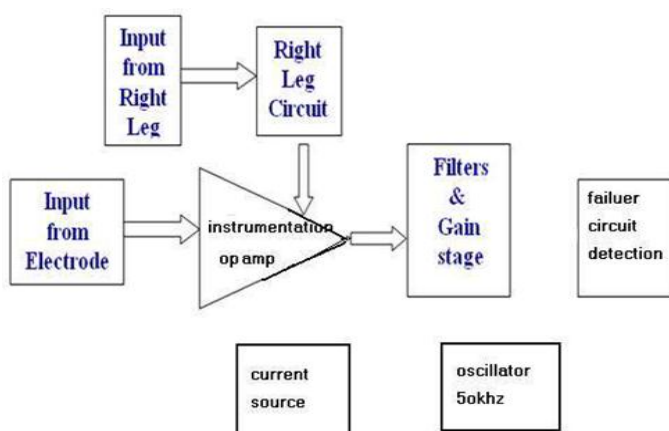 Input
from
Right
Leg
Right
Leg
Circuit
Input
from
Electrode
instrumentation
op amp
Filters
&
Gain
stage
failuer
circuit
detection
current
source
oscillator
5okhz